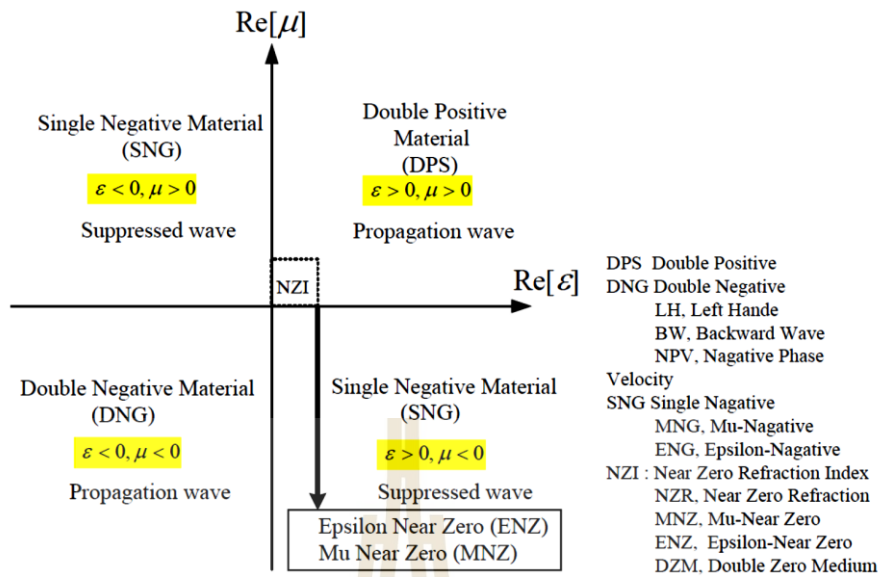 Re[μ]
Single Negative Material
(SNG)
ε < 0, μ > 0
Suppressed wave
Double Positive
Material
(DPS)
ε > 0, μ > 0
Propagation wave
NZI
Re[ε]
Double Negative Material
(DNG)
ε < 0, μ < 0
Propagation wave
Single Negative Material
(SNG)
ε > 0, μ < 0
Suppressed wave
Epsilon Near Zero (ENZ)
Mu Near Zero (MNZ)
DPS Double Positive
DNG Double Negative
LH, Left Hande
BW, Backward Wave
NPV, Nagative Phase
Velocity
SNG Single Nagative
MNG, Mu-Nagative
ENG, Epsilon-Nagative
NZI : Near Zero Refraction Index
NZR, Near Zero Refraction
MNZ, Mu-Near Zero
ENZ, Epsilon-Near Zero
DZM, Double Zero Medium